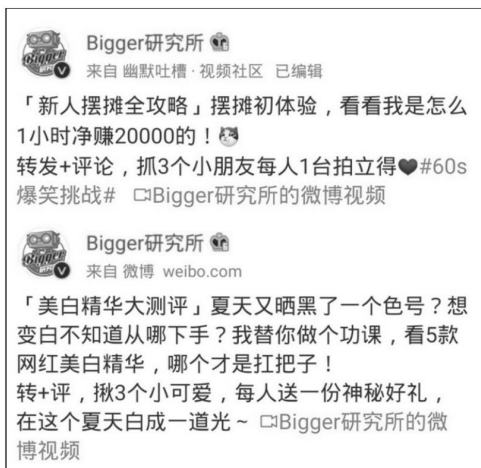 Bigger研究所
来自 幽默吐槽·视频社区 已编辑
「新人摆摊全攻略」摆摊初体验，看看我是怎么
1小时净赚20000的！
转发+评论，抓3个小朋友每人1台拍立得#60s
爆笑挑战# Bigger研究所的微博视频
Bigger研究所
来自 微博 weibo.com
「美白精华大测评」夏天又晒黑了一个色号？想
变白不知道从哪下手？我替你做个功课，看5款
网红美白精华，哪个才是扛把子！
转+评，揪3个小可爱，每人送一份神秘好礼，
在这个夏天白成一道光~ Bigger研究所的微
博视频